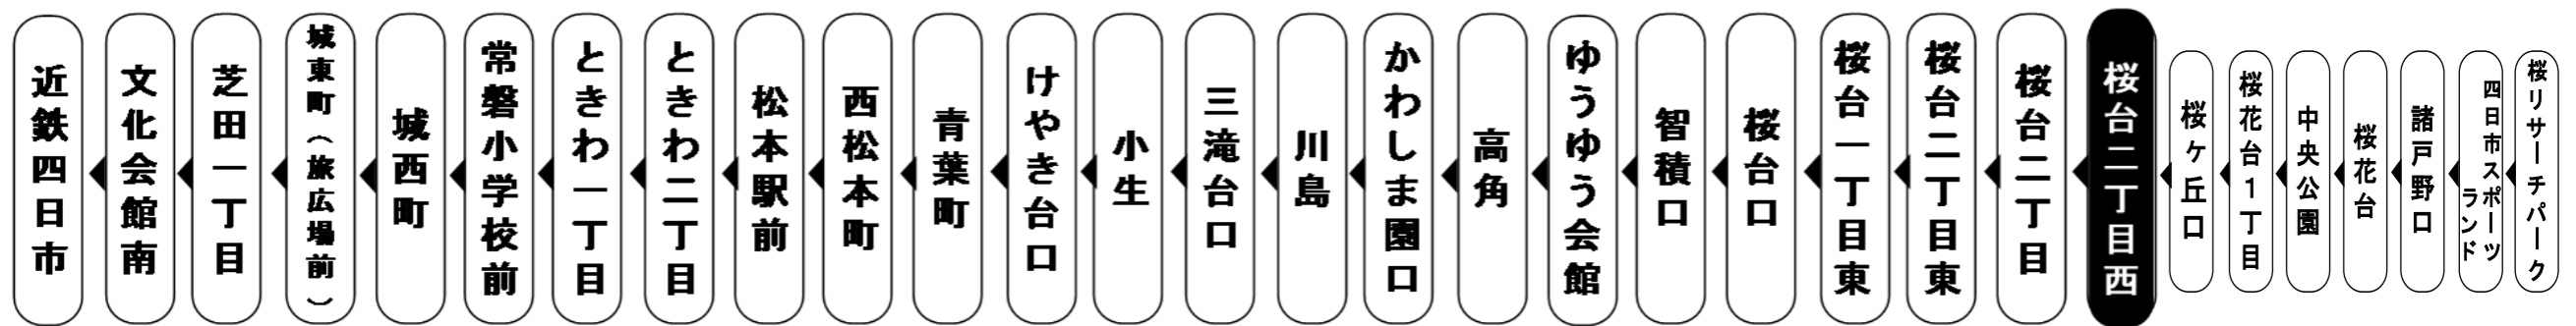 桜リサーチパーク
四日市スポーツ
ランド
諸戸野口
桜花台
中央公園
桜花台1丁目
桜ヶ丘口
桜台二丁目西
桜台二丁目
桜台二丁目東
桜台一丁目東
桜台口
智積口
ゆうゆう会館
高角
かわしま園口
川島
三滝台口
小生
けやき台口
青葉町
西松本町
松本駅前
ときわ二丁目
ときわ一丁目
常磐小学校前
城西町
城東町(旅広場前)
芝田一丁目
文化会館南
近鉄四日市